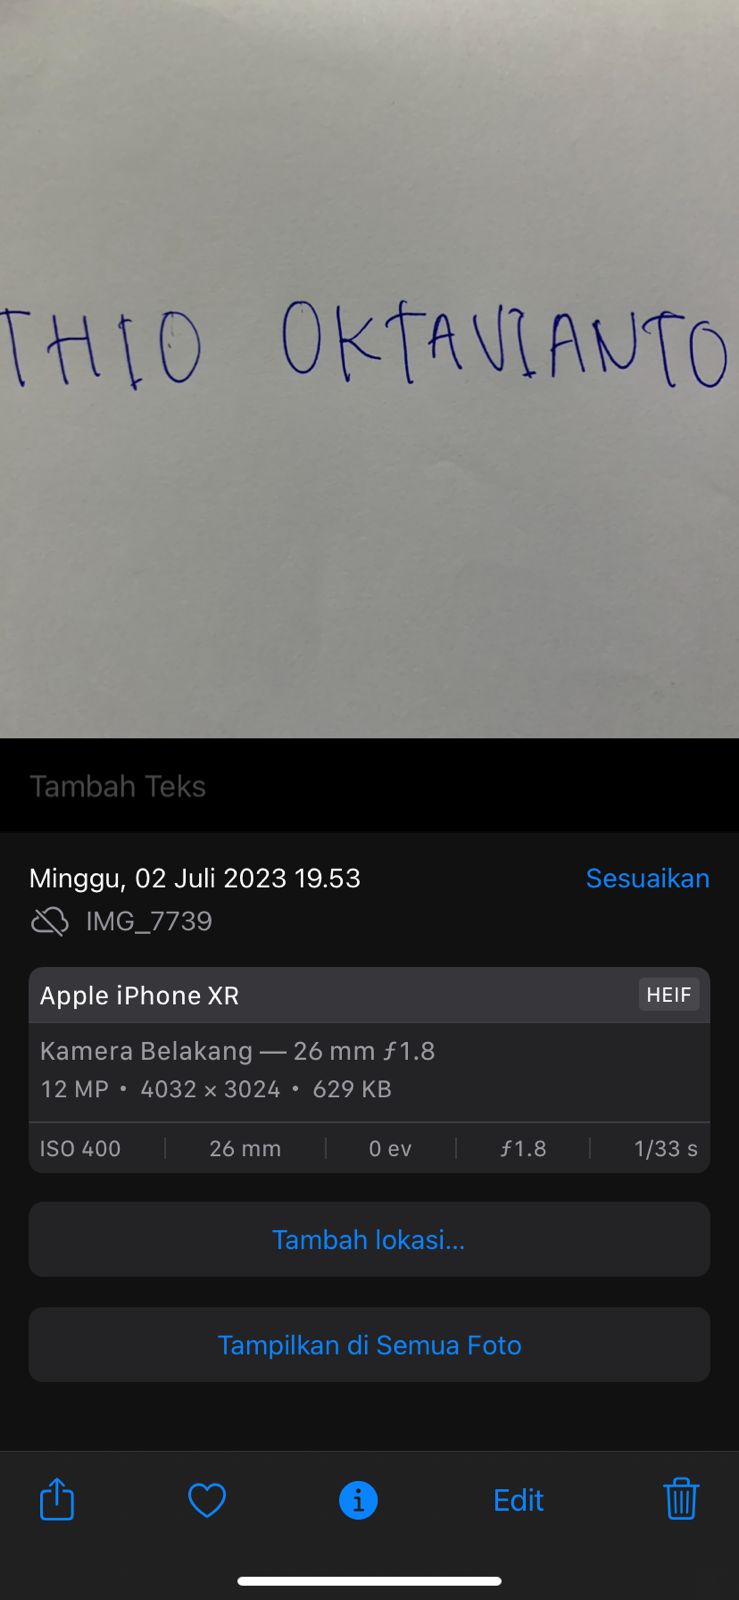 THIO OKTAVIANTO
Tambah Teks
Minggu, 02 Juli 2023 19.53
Sesuaikan
IMG_7739
Apple iPhone XR
HEIF
Kamera Belakang — 26 mm ƒ1.8
12 MP • 4032 × 3024 • 629 KB
ISO 400 | 26 mm | 0 ev | ƒ1.8 | 1/33 s
Tambah lokasi...
Tampilkan di Semua Foto
Edit